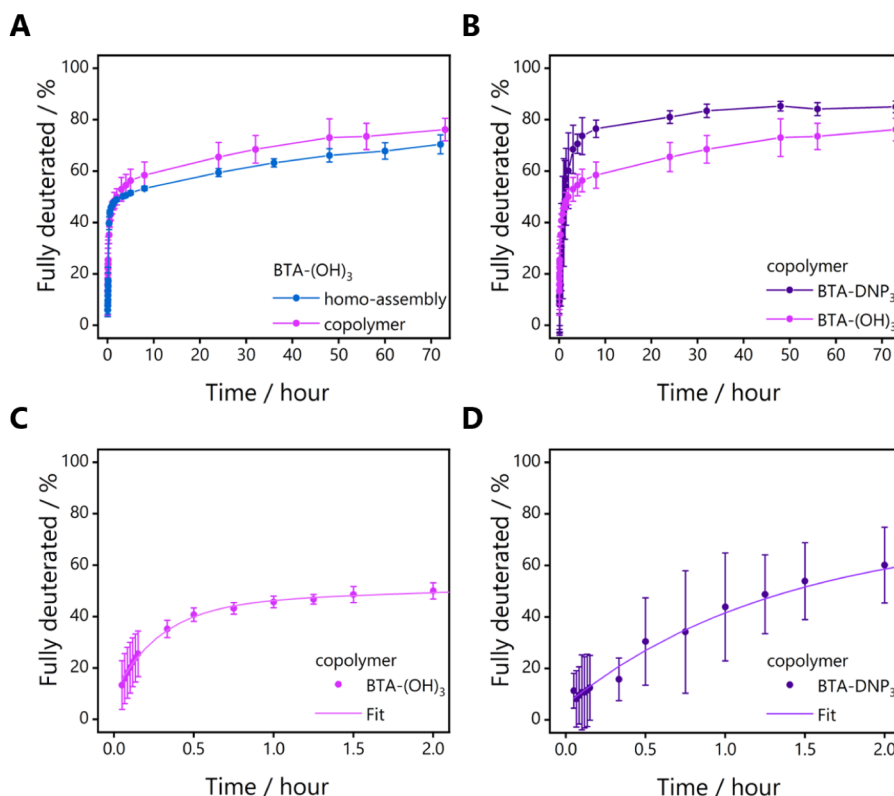 A
Fully deuterated / %
100
80
60
40
20
0
BTA-(OH)₃
homo-assembly
copolymer
0 10 20 30 40 50 60 70
Time / hour
B
Fully deuterated / %
100
80
60
40
20
0
copolymer
BTA-DNP₃
BTA-(OH)₃
0 10 20 30 40 50 60 70
Time / hour
C
Fully deuterated / %
100
80
60
40
20
0
copolymer
BTA-(OH)₃
Fit
0.0 0.5 1.0 1.5 2.0
Time / hour
D
Fully deuterated / %
100
80
60
40
20
0
copolymer
BTA-DNP₃
Fit
0.0 0.5 1.0 1.5 2.0
Time / hour